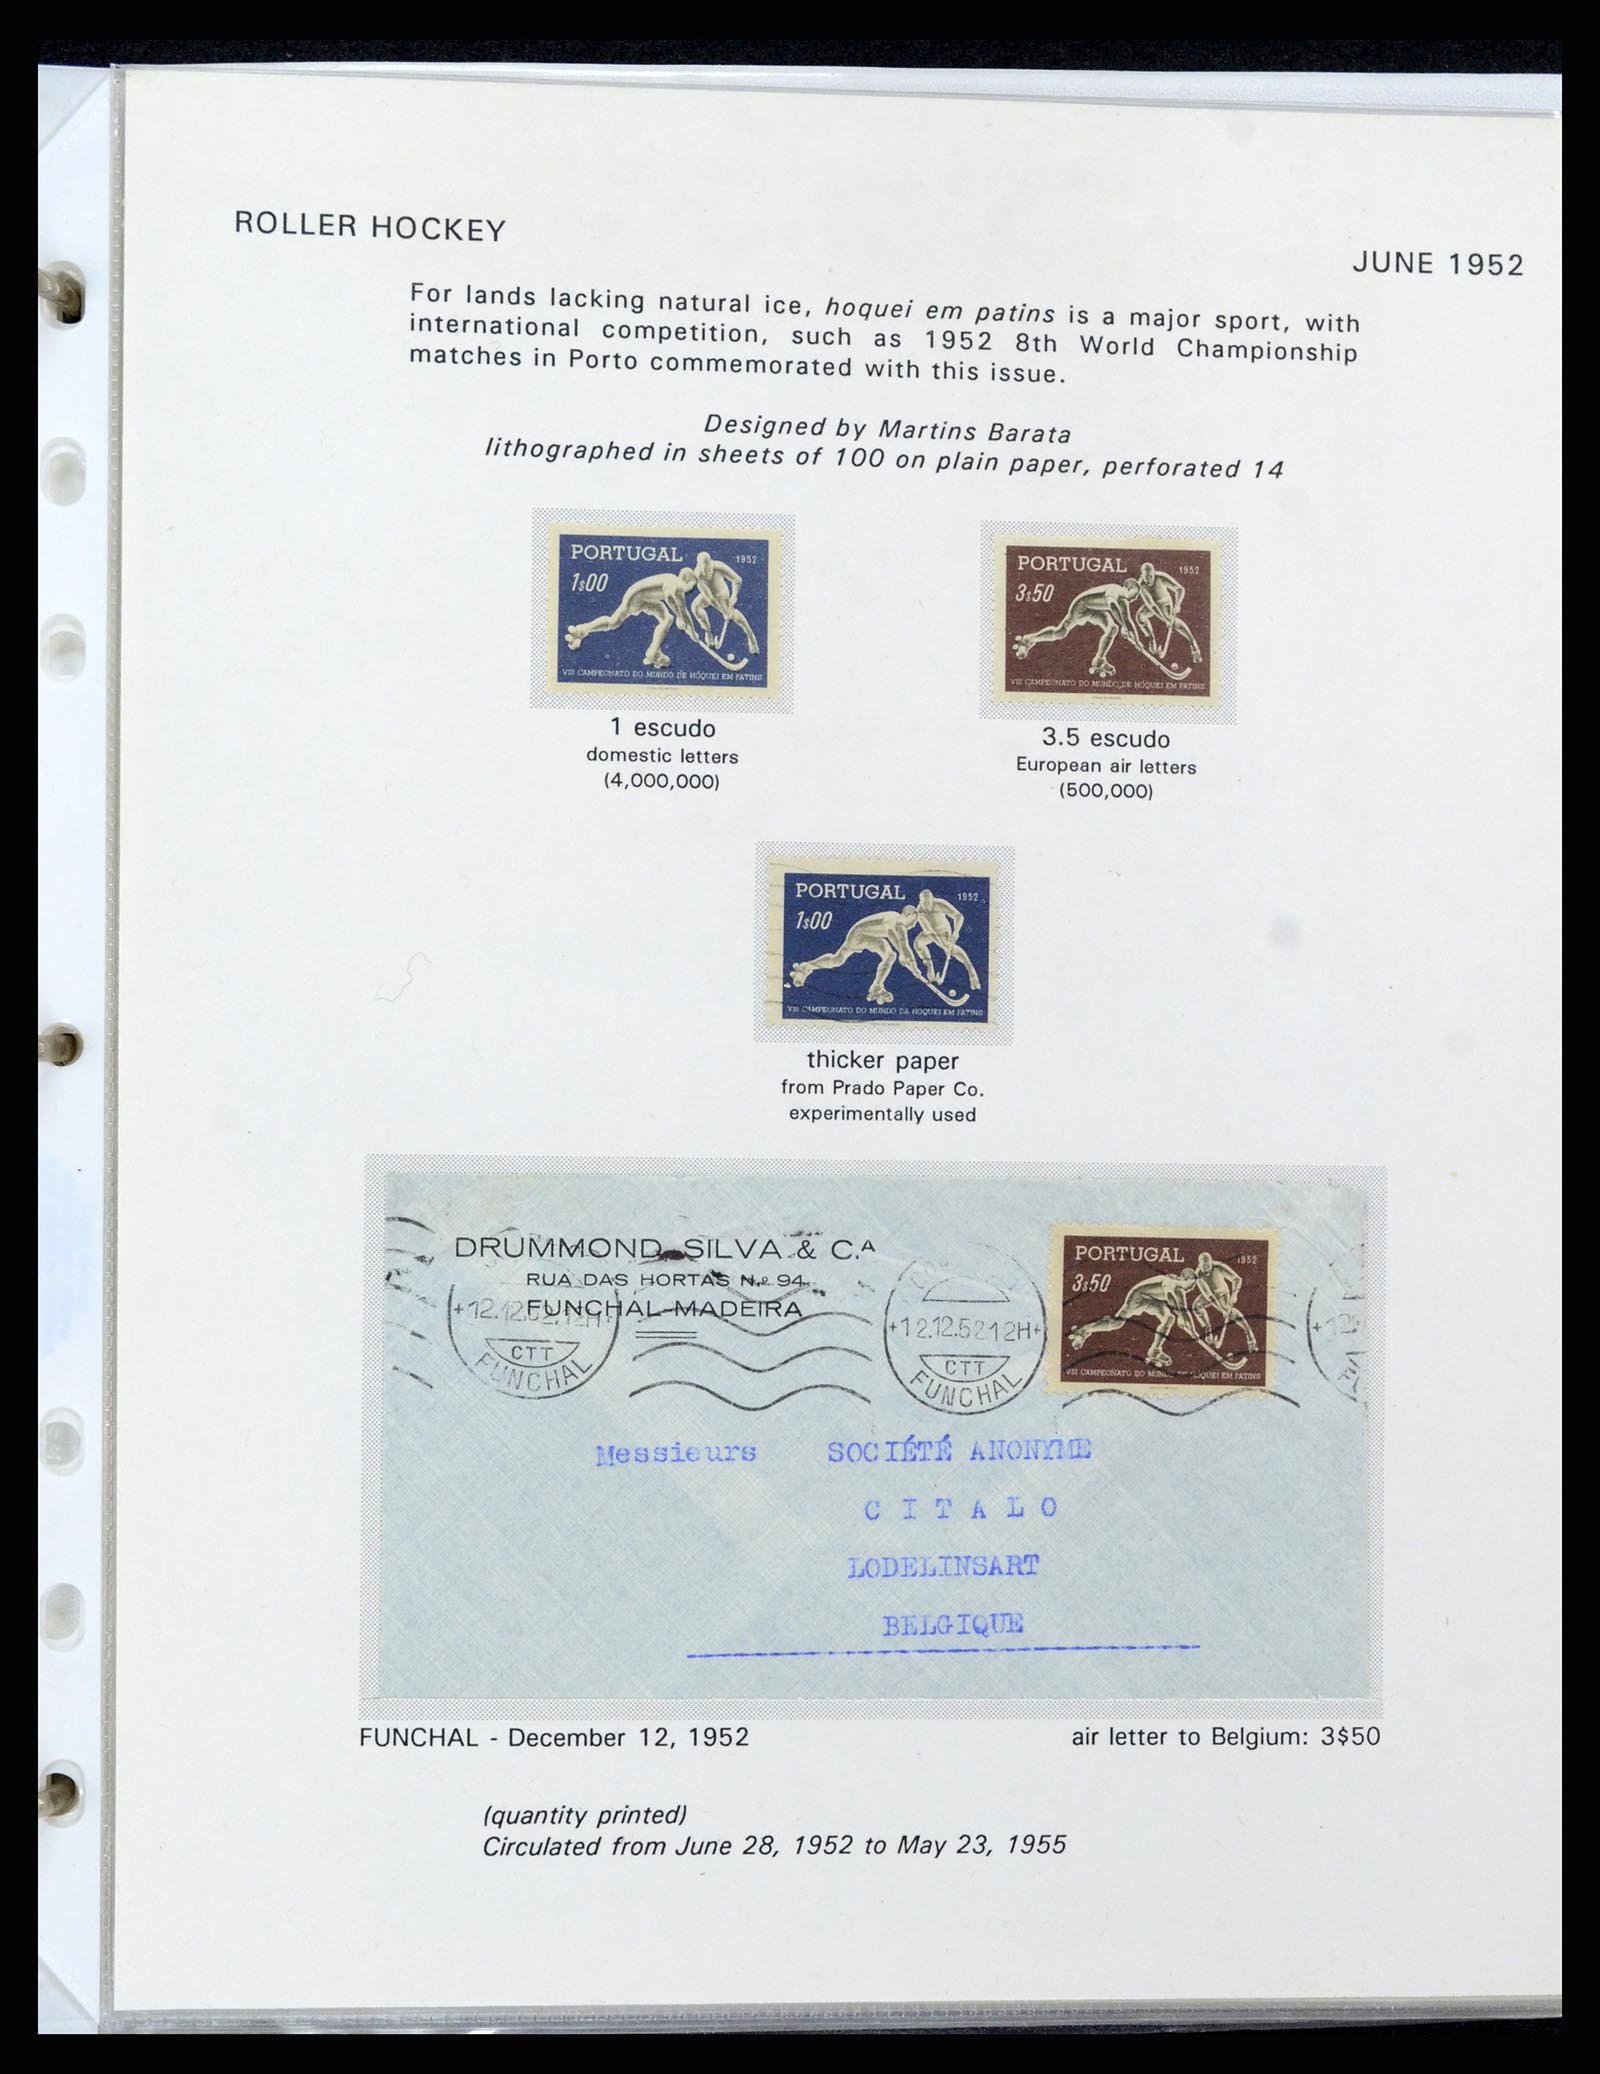 ROLLER HOCKEY
JUNE 1952
For lands lacking natural ice, hoquei em patins is a major sport, with
international competition, such as 1952 8th World Championship
matches in Porto commemorated with this issue.
Designed by Martins Barata
lithographed in sheets of 100 on plain paper, perforated 14
PORTUGAL 1952
1$00
VIII CAMPEONATO DO MUNDO DE HÓQUEI EM PATINS
1 escudo
domestic letters
(4,000,000)
PORTUGAL 1952
3$50
VIII CAMPEONATO DO MUNDO DE HÓQUEI EM PATINS
3.5 escudo
European air letters
(500,000)
PORTUGAL 1952
1$00
VIII CAMPEONATO DO MUNDO DE HOQUEI EM PATINS
thicker paper
from Prado Paper Co.
experimentally used
DRUMMOND, SILVA & C.A
RUA DAS HORTAS N.º 94
FUNCHAL-MADEIRA
+12.12.52.12H+
CTT
FUNCHAL
+12.12.5212H+
CTT
FUNCHAL
PORTUGAL 1952
3$50
VIII CAMPEONATO DO MUNDO HOQUEI EM PATINS
Messieurs SOCIÉTÉ ANONYME
C I T A L O
LODELINSART
BELGIQUE
FUNCHAL - December 12, 1952
air letter to Belgium: 3$50
(quantity printed)
Circulated from June 28, 1952 to May 23, 1955